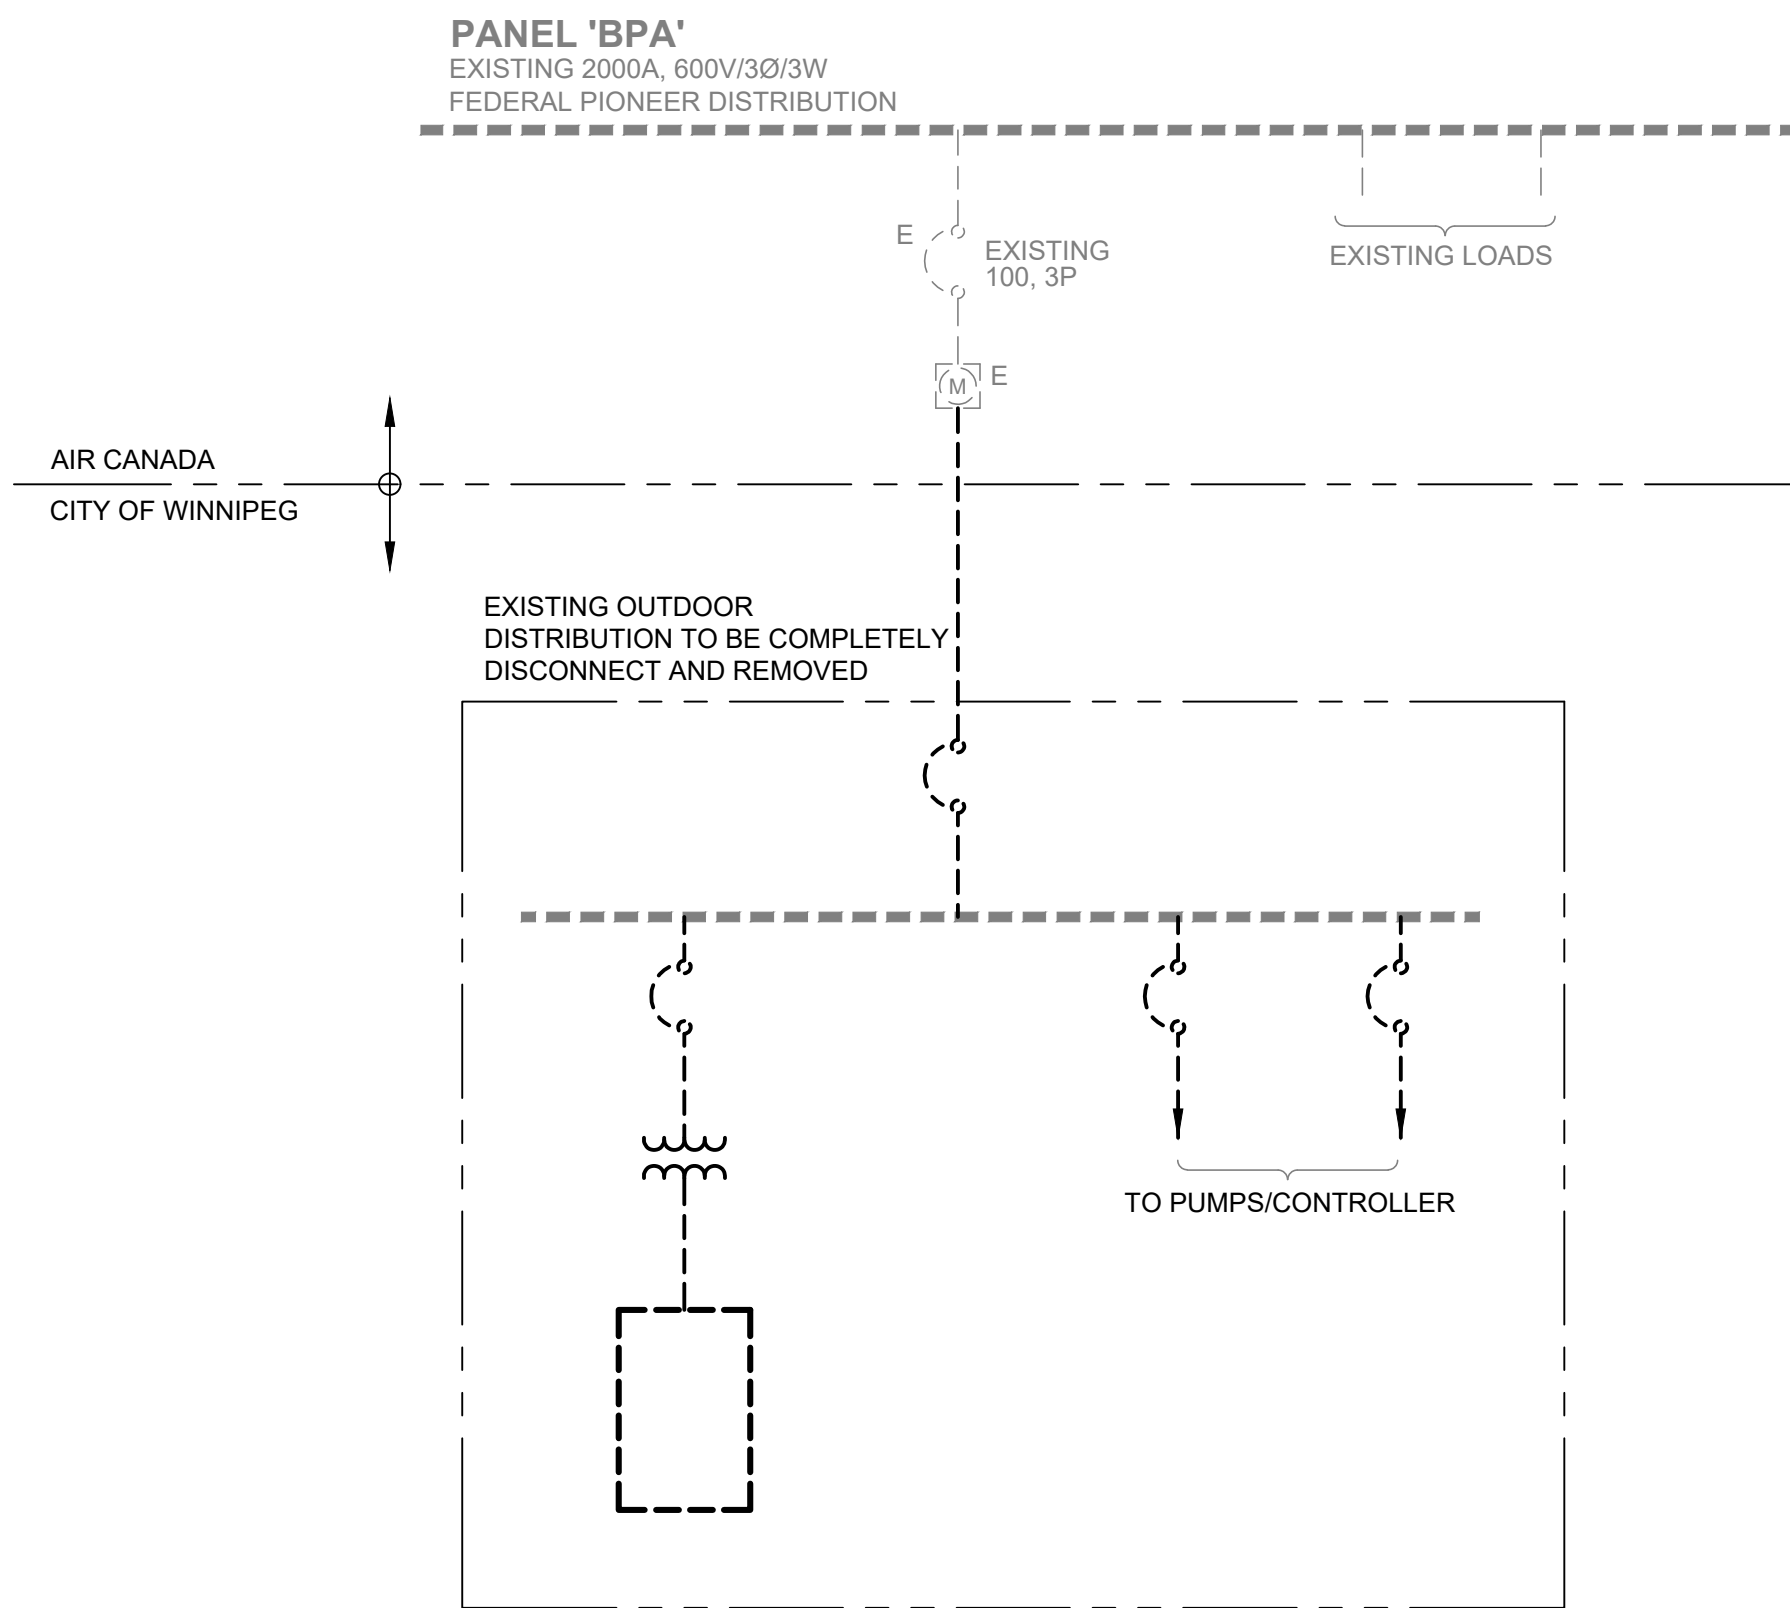 PANEL 'BPA'
EXISTING 2000A, 600V/3Ø/3W
FEDERAL PIONEER DISTRIBUTION
E
EXISTING
100, 3P
EXISTING LOADS
M
E
AIR CANADA
CITY OF WINNIPEG
EXISTING OUTDOOR
DISTRIBUTION TO BE COMPLETELY
DISCONNECT AND REMOVED
TO PUMPS/CONTROLLER